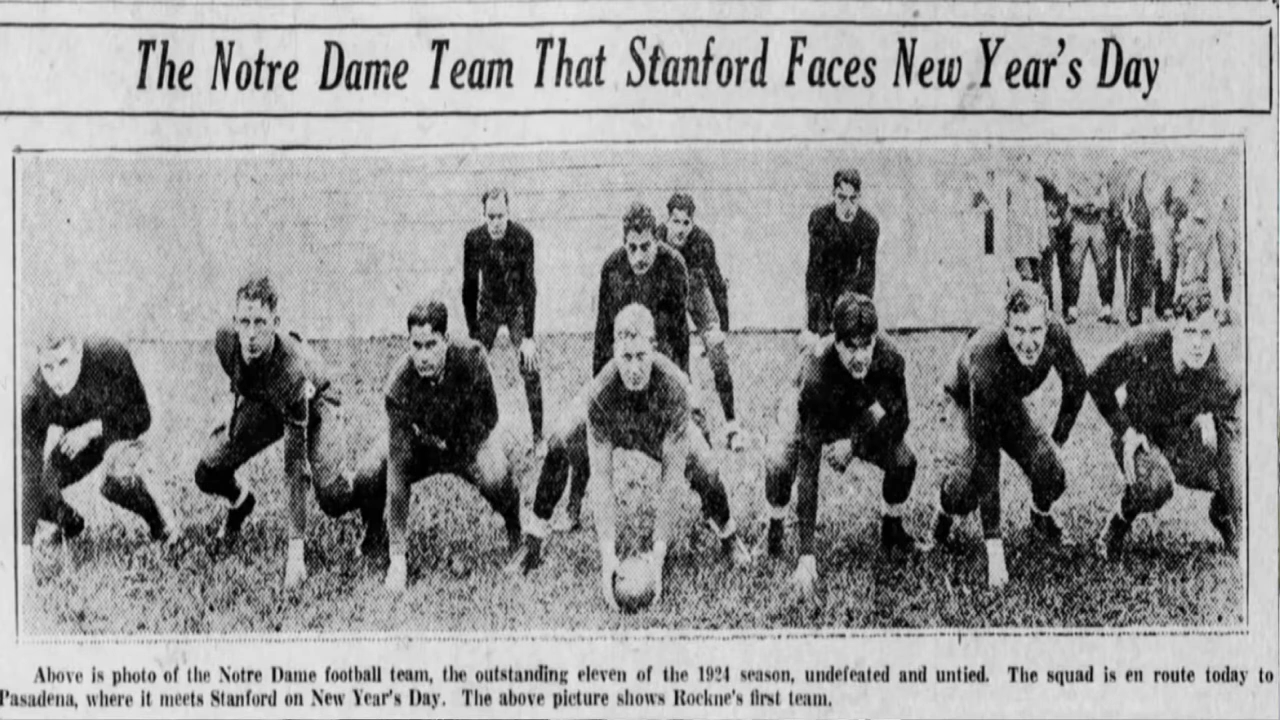 The Notre Dame Team That Stanford Faces New Year's Day
Above is photo of the Notre Dame football team, the outstanding eleven of the 1924 season, undefeated and untied. The squad is en route today to
Pasadena, where it meets Stanford on New Year's Day. The above picture shows Rockne's first team.